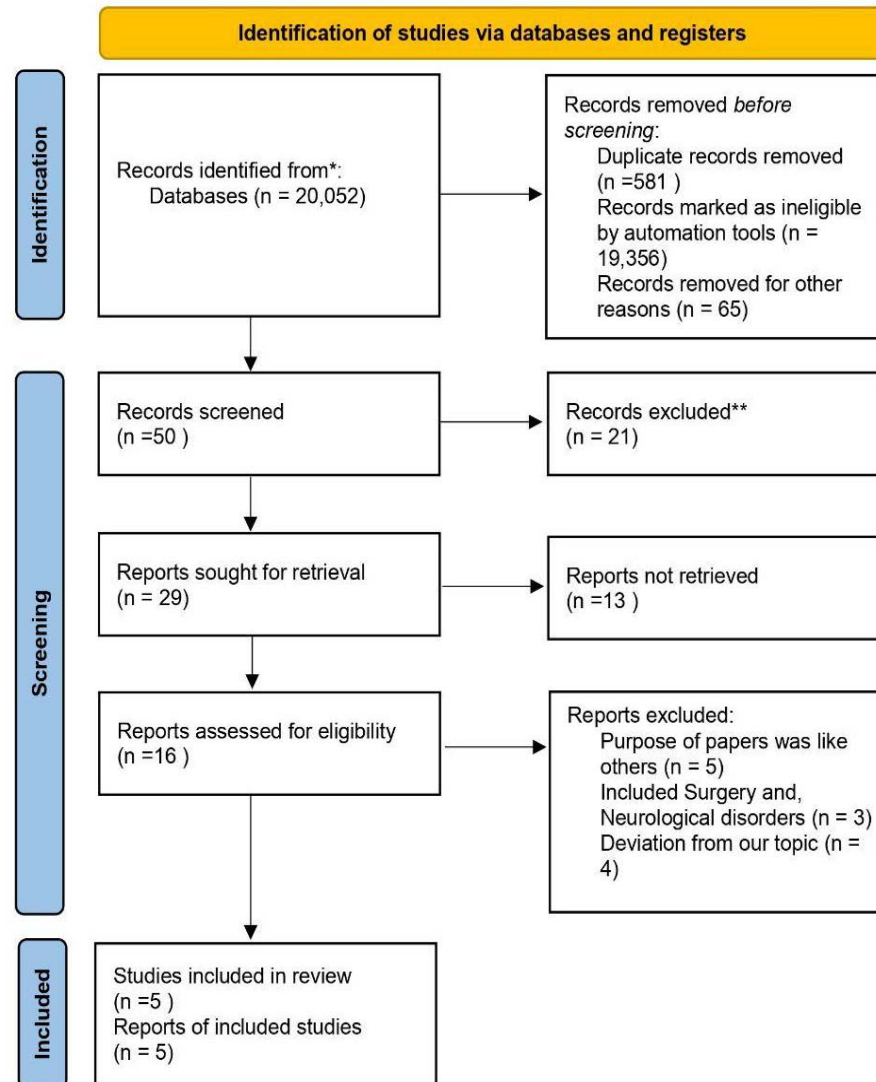 Identification of studies via databases and registers
Identification
Records identified from*:
Databases (n = 20,052)
Records removed before
screening:
Duplicate records removed
(n =581 )
Records marked as ineligible
by automation tools (n =
19,356)
Records removed for other
reasons (n = 65)
Screening
Records screened
(n =50 )
Records excluded**
(n = 21)
Reports sought for retrieval
(n = 29)
Reports not retrieved
(n =13 )
Reports assessed for eligibility
(n =16 )
Reports excluded:
Purpose of papers was like
others (n = 5)
Included Surgery and,
Neurological disorders (n = 3)
Deviation from our topic (n =
4)
Included
Studies included in review
(n =5 )
Reports of included studies
(n = 5)